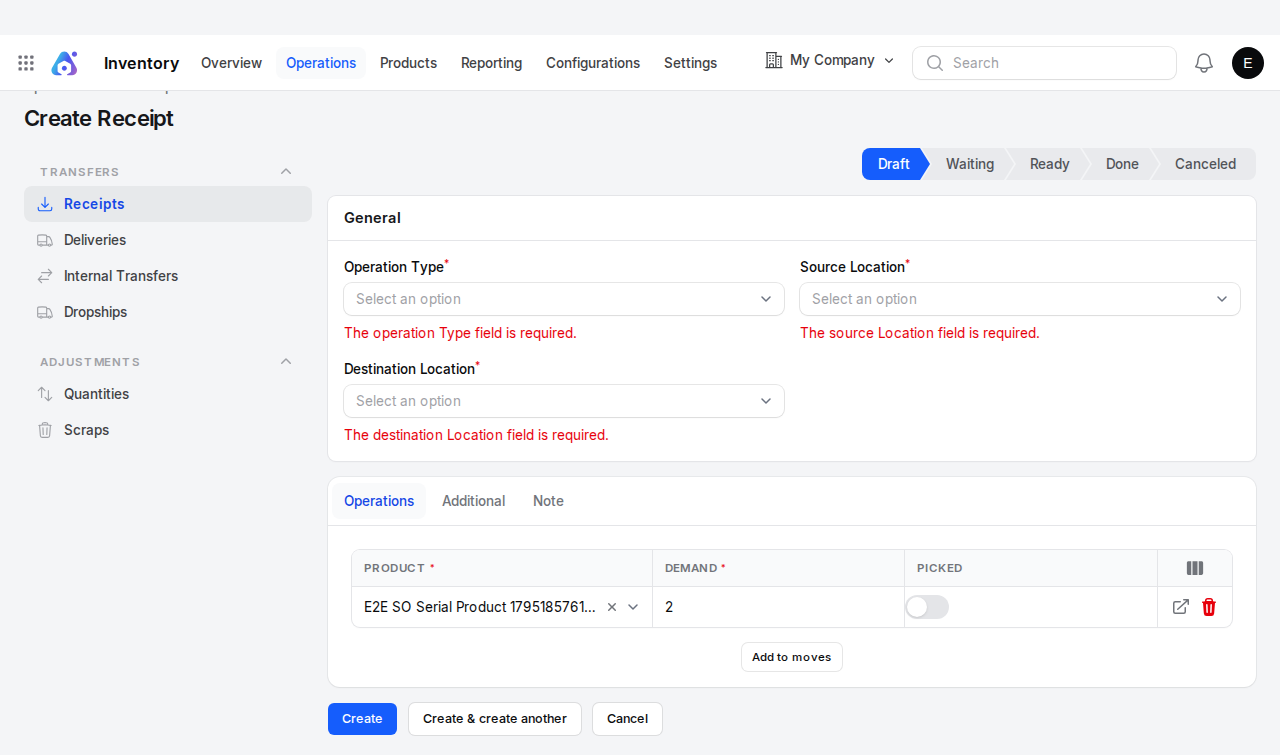 Inventory
Overview
Operations
Products
Reporting
Configurations
Settings
My Company
Search
E
Create Receipt
Draft
Waiting
Ready
Done
Canceled
TRANSFERS
Receipts
Deliveries
Internal Transfers
Dropships
ADJUSTMENTS
Quantities
Scraps
General
Operation Type*
Source Location*
Select an option
Select an option
The operation Type field is required.
The source Location field is required.
Destination Location*
Select an option
The destination Location field is required.
Operations
Additional
Note
PRODUCT *
DEMAND *
PICKED
E2E SO Serial Product 1795185761...
2
Add to moves
Create
Create & create another
Cancel